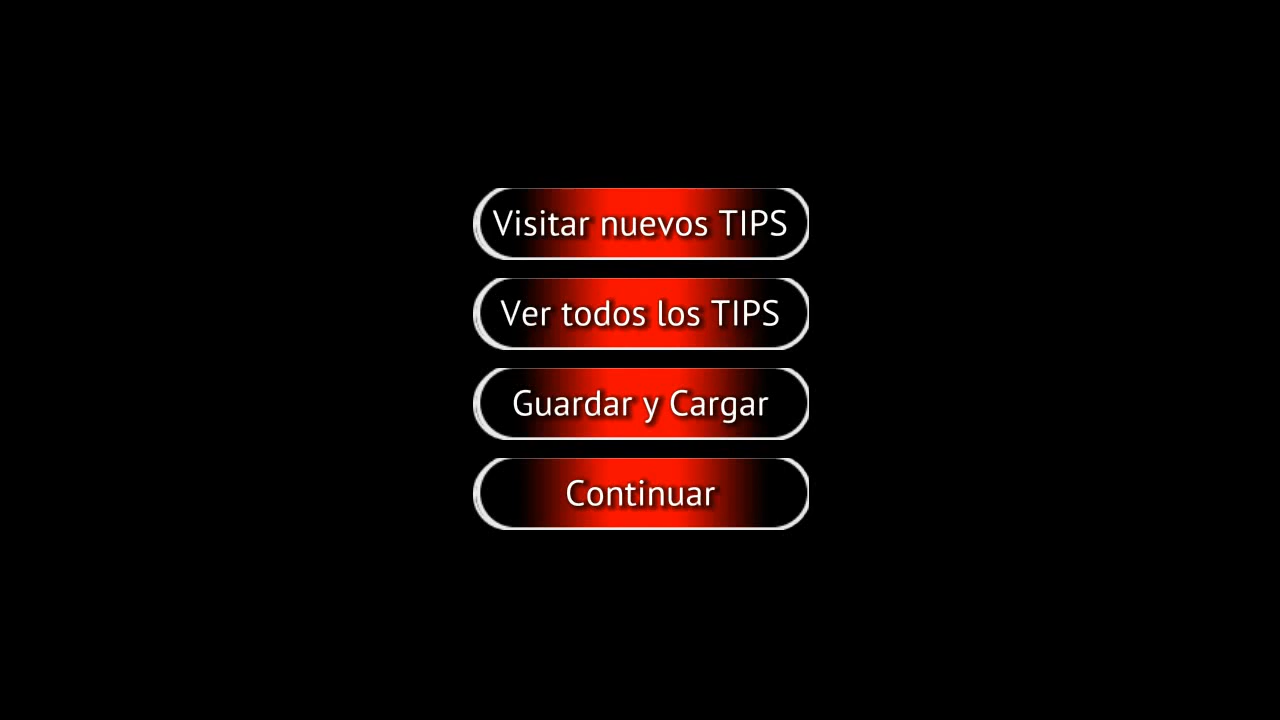 Visitar nuevos TIPS
Ver todos los TIPS
Guardar y Cargar
Continuar